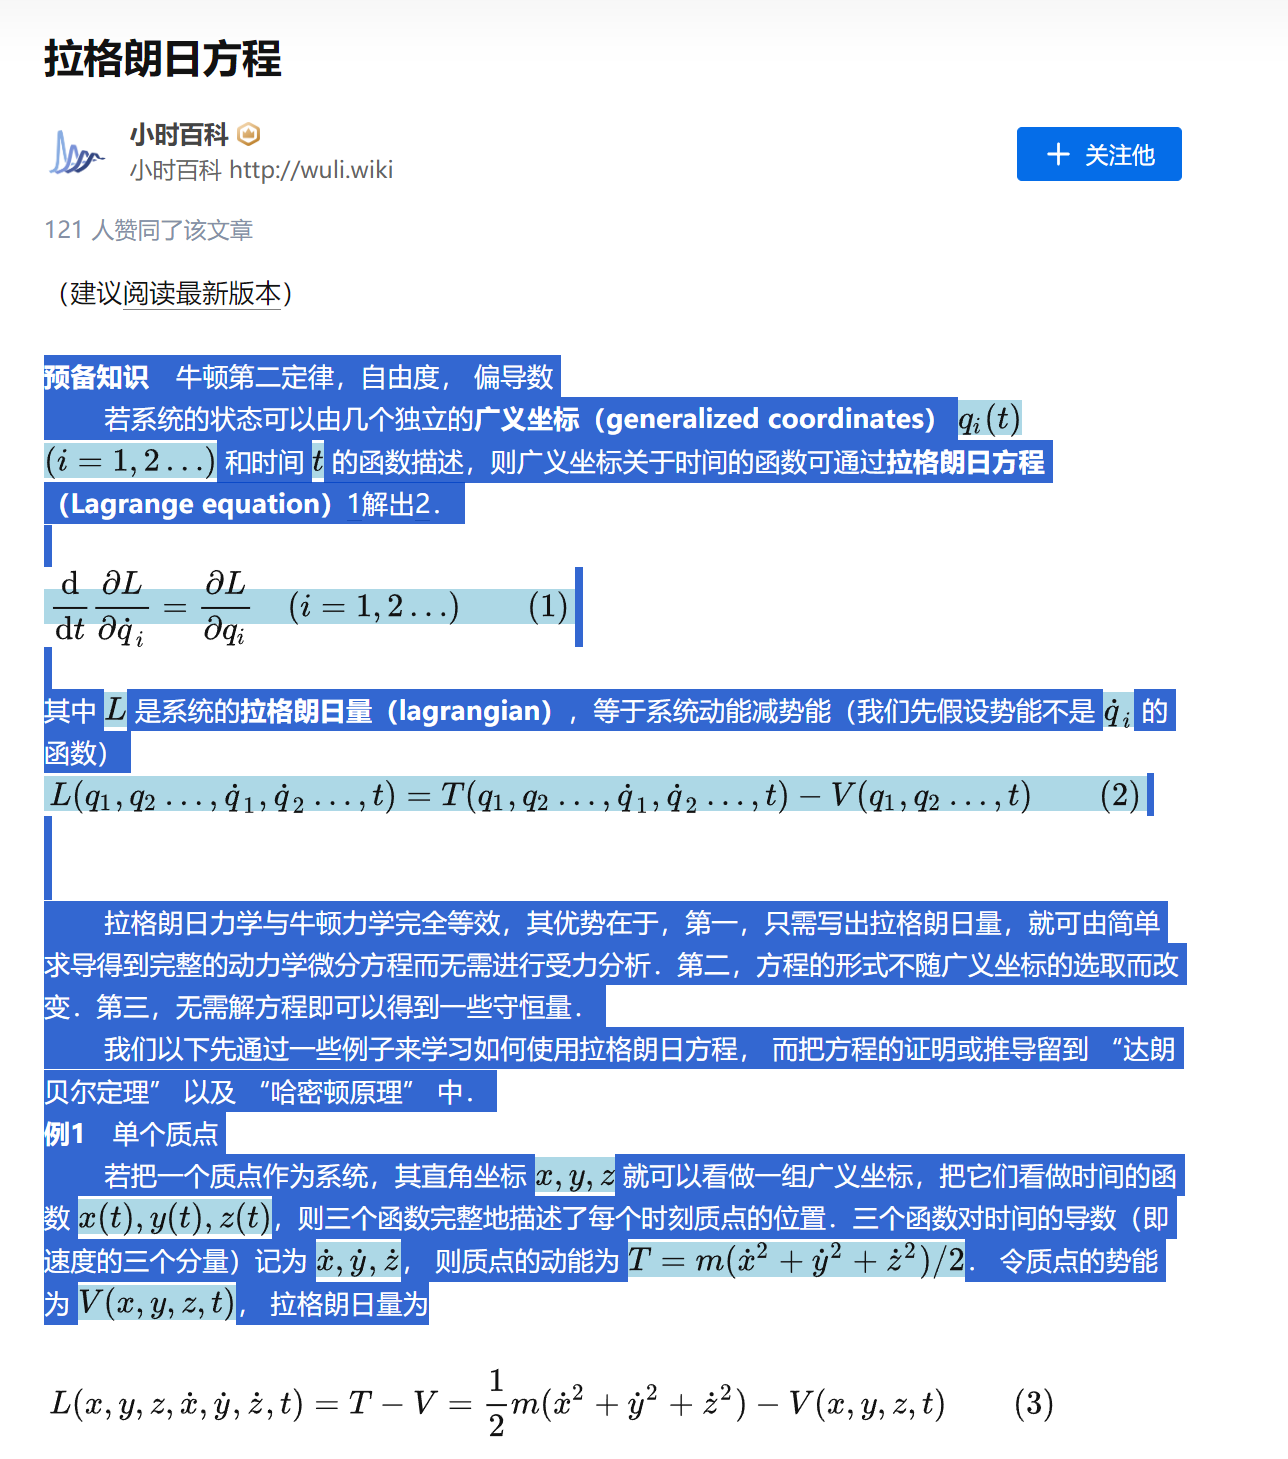 拉格朗日方程
小时百科
小时百科 http://wuli.wiki
+ 关注他
121 人赞同了该文章
（建议阅读最新版本）
预备知识　牛顿第二定律，自由度， 偏导数
若系统的状态可以由几个独立的广义坐标（generalized coordinates） $q_i(t)$
$(i = 1, 2 \ldots)$ 和时间 $t$ 的函数描述，则广义坐标关于时间的函数可通过拉格朗日方程
（Lagrange equation）1解出2．
$\frac{\mathrm{d}}{\mathrm{d}t} \frac{\partial L}{\partial \dot{q}_i} = \frac{\partial L}{\partial q_i} \quad (i = 1, 2 \ldots) \qquad (1)$
其中 $L$ 是系统的拉格朗日量（lagrangian），等于系统动能减势能（我们先假设势能不是 $\dot{q}_i$ 的
函数）
$L(q_1, q_2 \ldots, \dot{q}_1, \dot{q}_2 \ldots, t) = T(q_1, q_2 \ldots, \dot{q}_1, \dot{q}_2 \ldots, t) - V(q_1, q_2 \ldots, t) \qquad (2)$
拉格朗日力学与牛顿力学完全等效，其优势在于，第一，只需写出拉格朗日量，就可由简单
求导得到完整的动力学微分方程而无需进行受力分析．第二，方程的形式不随广义坐标的选取而改
变．第三，无需解方程即可以得到一些守恒量．
我们以下先通过一些例子来学习如何使用拉格朗日方程， 而把方程的证明或推导留到 “达朗
贝尔定理” 以及 “哈密顿原理” 中．
例1　单个质点
若把一个质点作为系统，其直角坐标 $x, y, z$ 就可以看做一组广义坐标，把它们看做时间的函
数 $x(t), y(t), z(t)$，则三个函数完整地描述了每个时刻质点的位置．三个函数对时间的导数（即
速度的三个分量）记为 $\dot{x}, \dot{y}, \dot{z}$， 则质点的动能为 $T = m(\dot{x}^2 + \dot{y}^2 + \dot{z}^2)/2$． 令质点的势能
为 $V(x, y, z, t)$， 拉格朗日量为
$L(x, y, z, \dot{x}, \dot{y}, \dot{z}, t) = T - V = \frac{1}{2}m(\dot{x}^2 + \dot{y}^2 + \dot{z}^2) - V(x, y, z, t) \qquad (3)$